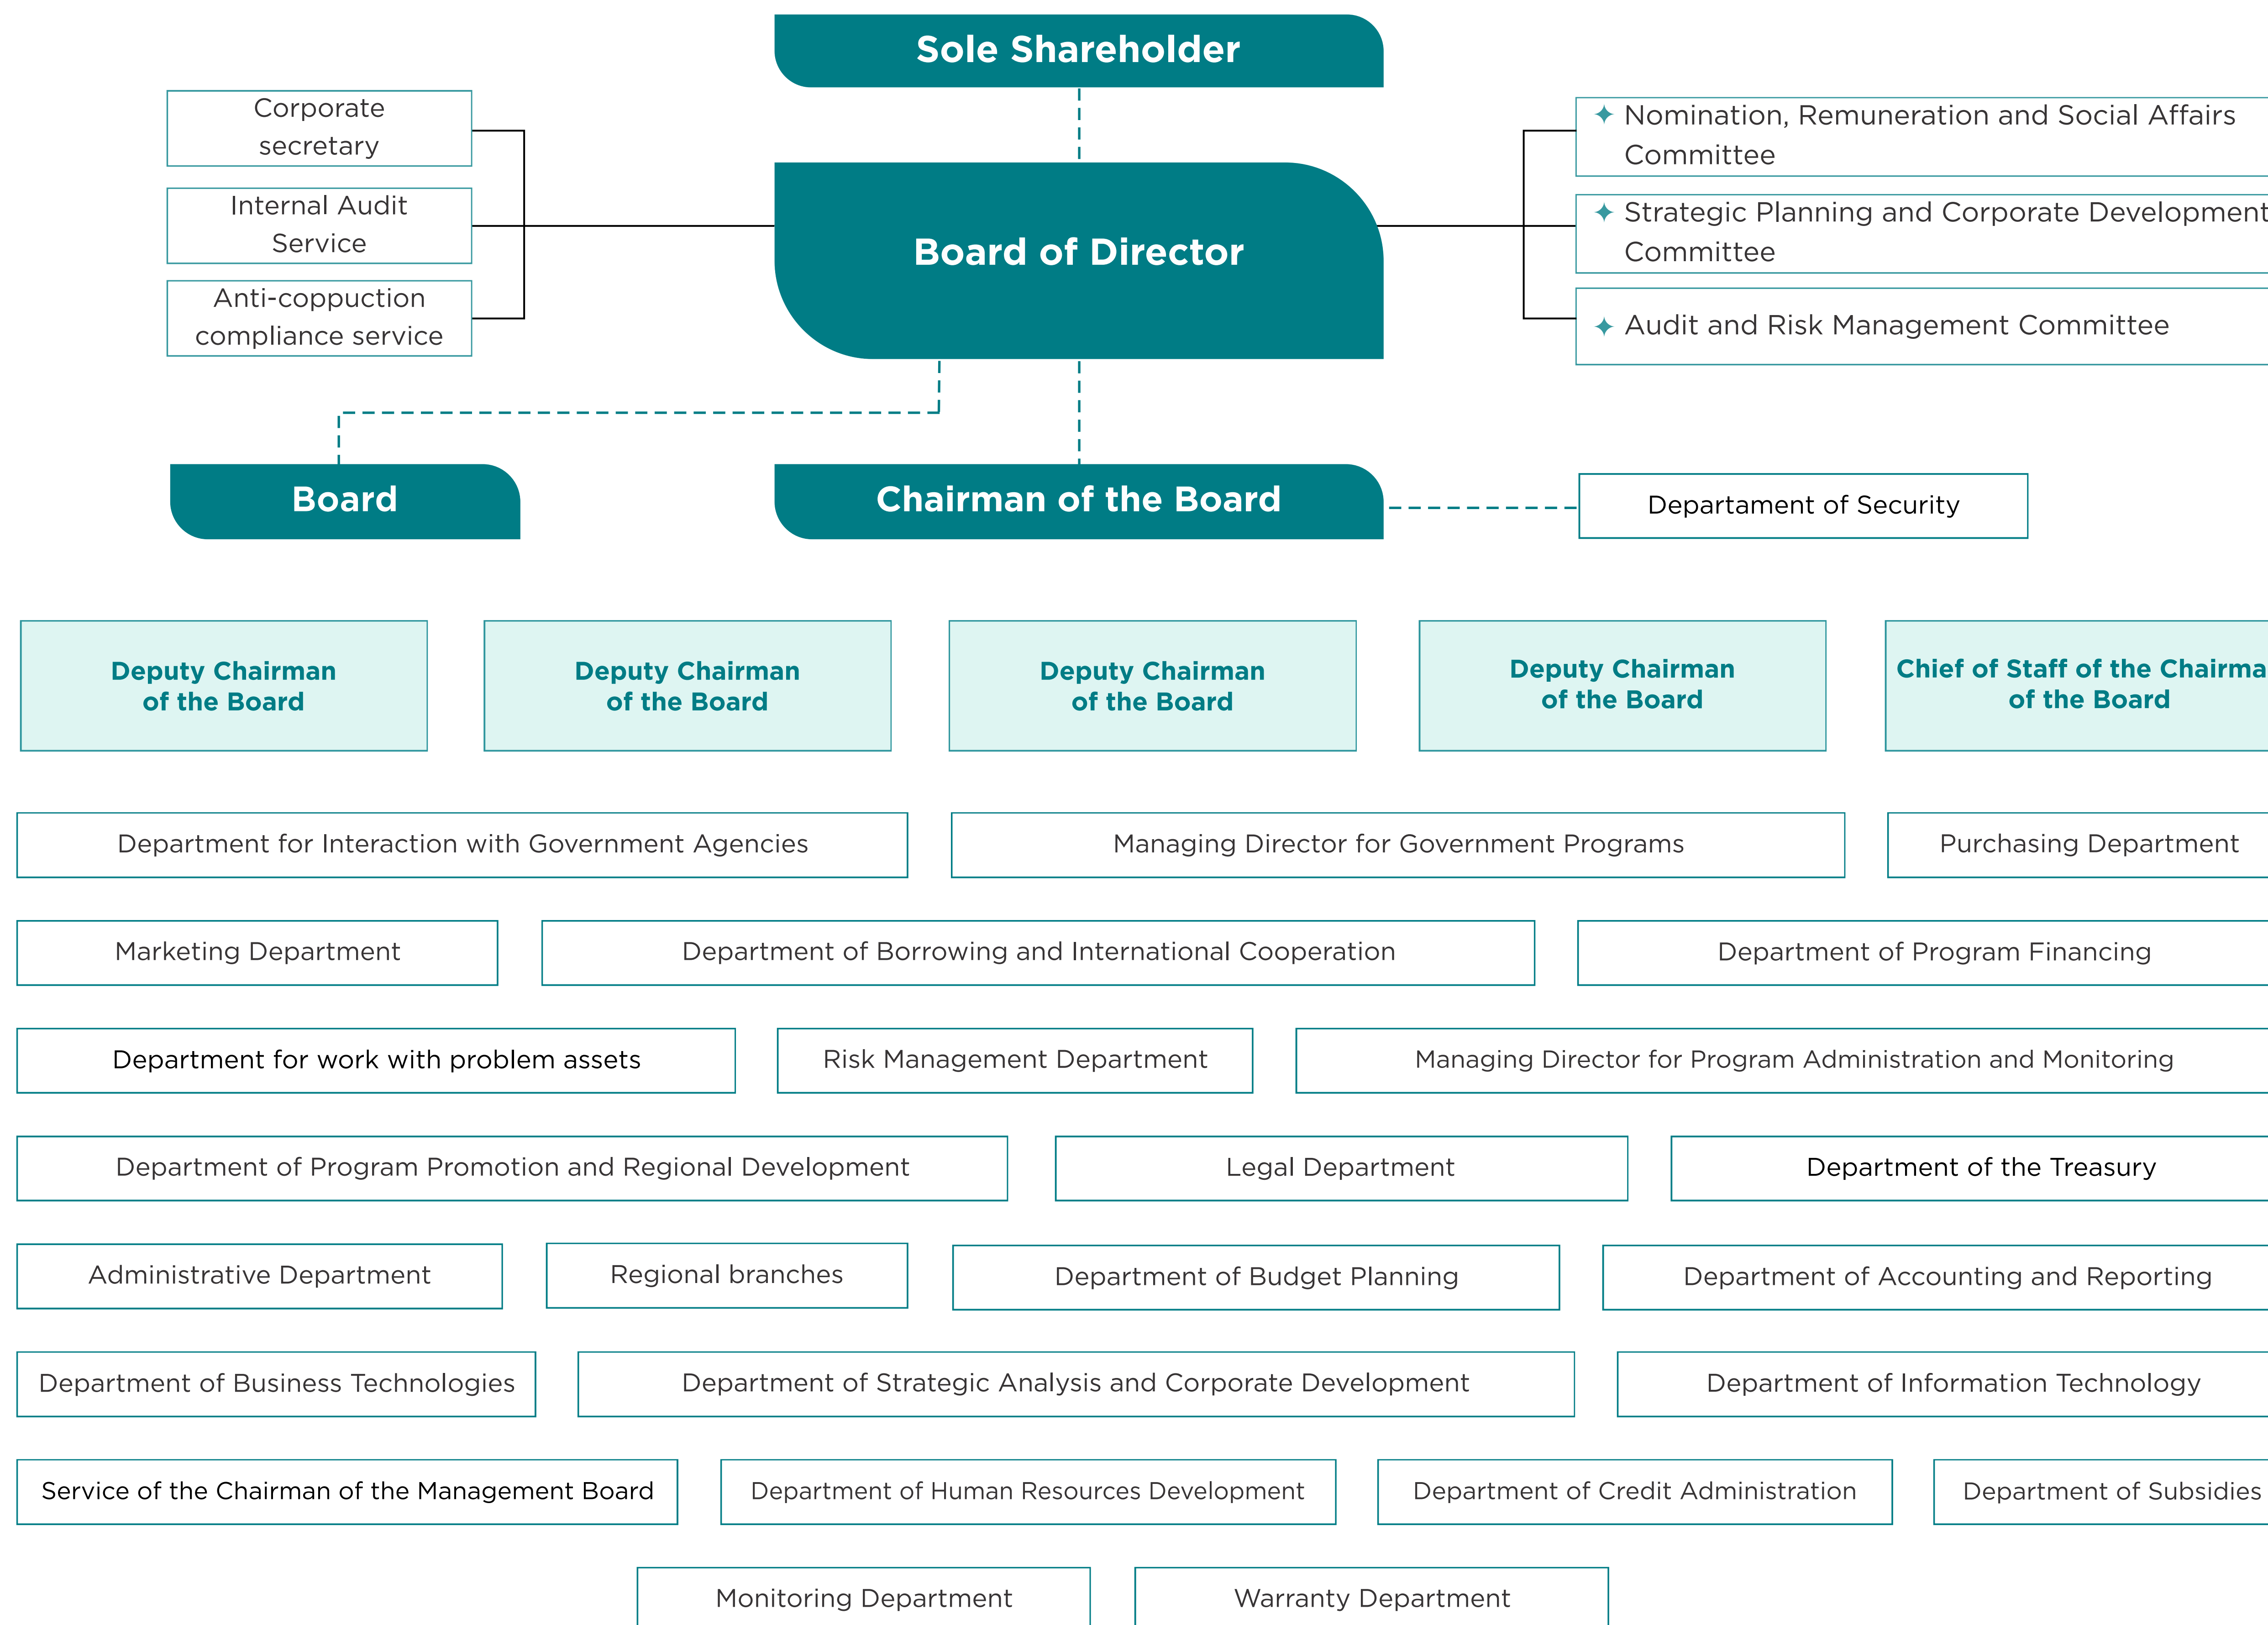 Sole Shareholder
Corporate
secretary
Internal Audit
Service
Anti-coppuction
compliance service
Board of Director
Nomination, Remuneration and Social Affairs
Committee
Strategic Planning and Corporate Development
Committee
Audit and Risk Management Committee
Board
Chairman of the Board
Departament of Security
Deputy Chairman
of the Board
Deputy Chairman
of the Board
Deputy Chairman
of the Board
Deputy Chairman
of the Board
Chief of Staff of the Chairma
of the Board
Department for Interaction with Government Agencies
Managing Director for Government Programs
Purchasing Department
Marketing Department
Department of Borrowing and International Cooperation
Department of Program Financing
Department for work with problem assets
Risk Management Department
Managing Director for Program Administration and Monitoring
Department of Program Promotion and Regional Development
Legal Department
Department of the Treasury
Administrative Department
Regional branches
Department of Budget Planning
Department of Accounting and Reporting
Department of Business Technologies
Department of Strategic Analysis and Corporate Development
Department of Information Technology
Service of the Chairman of the Management Board
Department of Human Resources Development
Department of Credit Administration
Department of Subsidies
Monitoring Department
Warranty Department